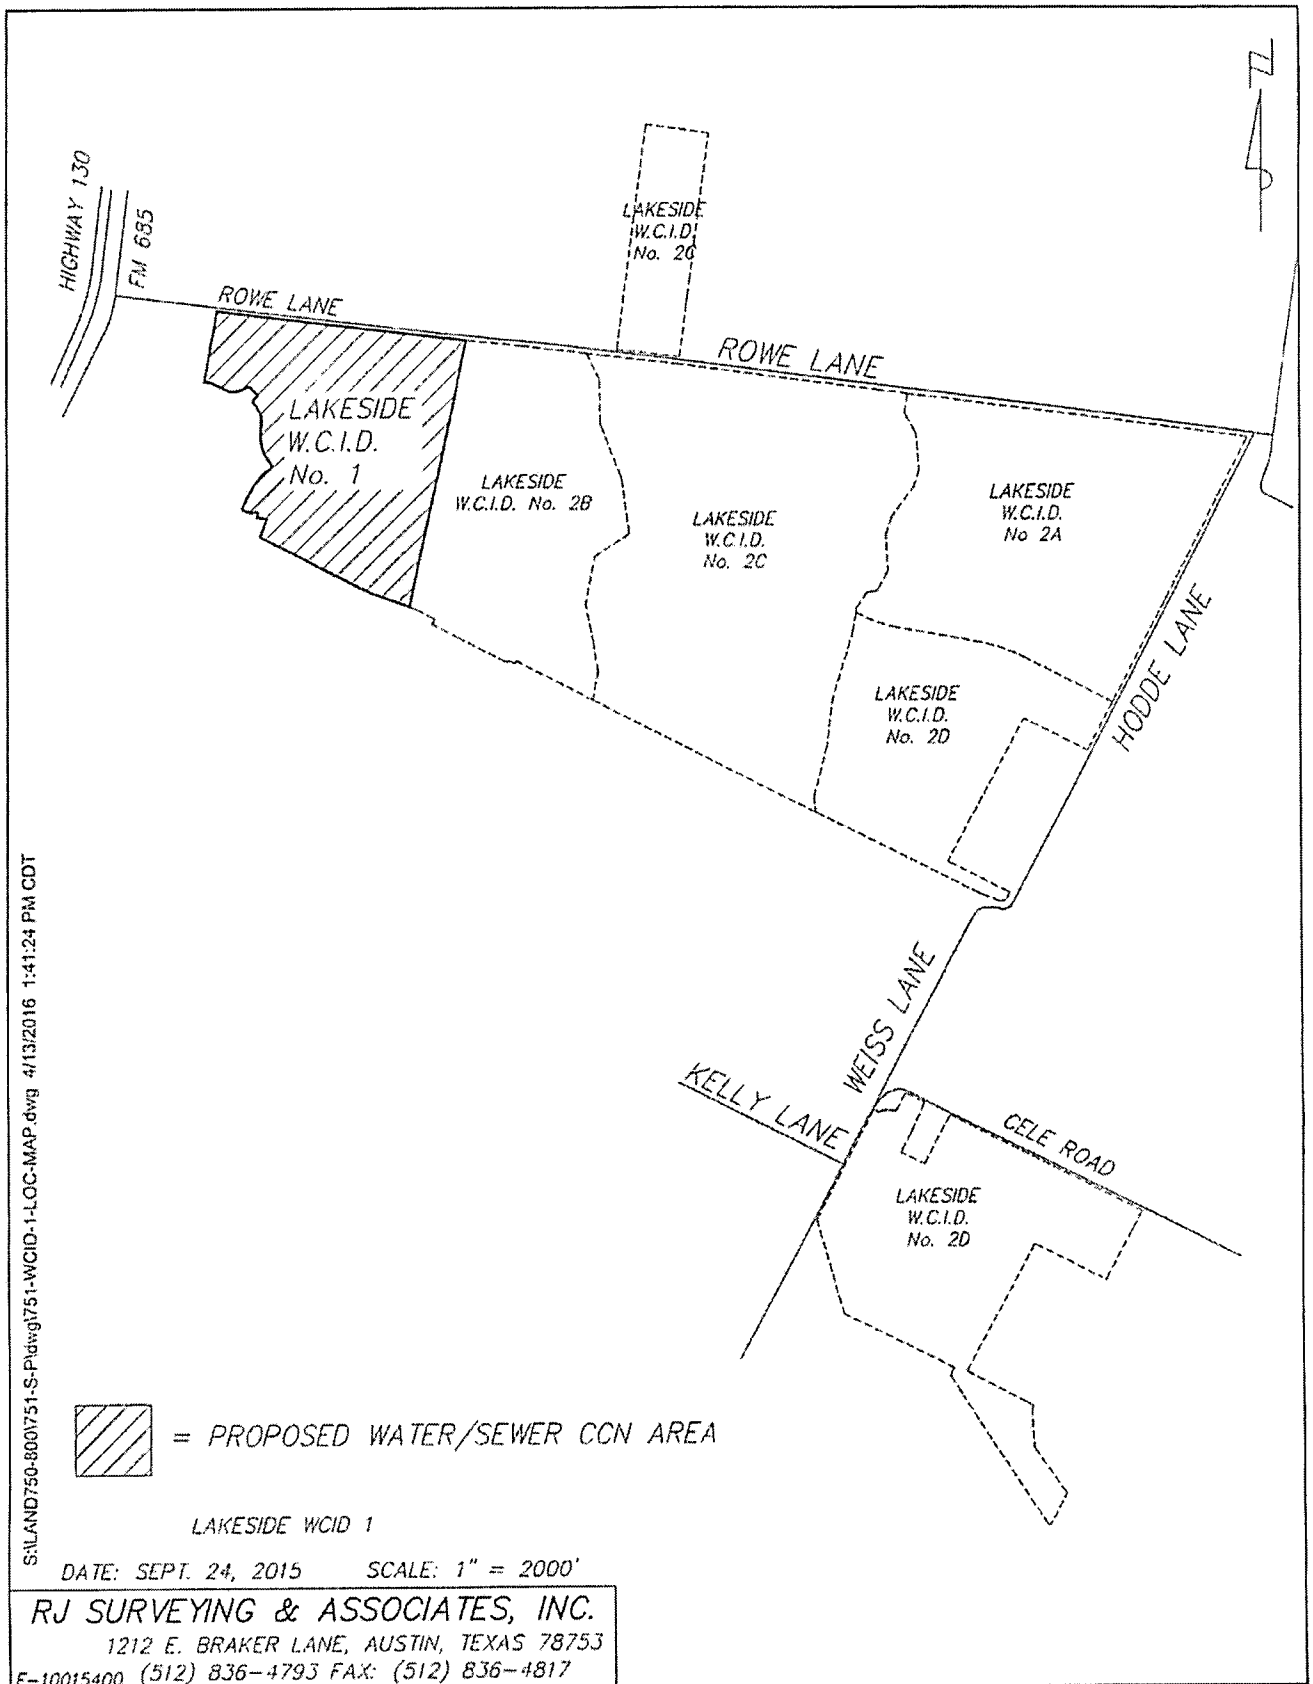 HIGHWAY 130
FM 685
LAKESIDE
W.C.I.D.
No. 2C
ROWE LANE
ROWE LANE
LAKESIDE
W.C.I.D.
No. 1
LAKESIDE
W.C.I.D. No. 2B
LAKESIDE
W.C.I.D.
No. 2C
LAKESIDE
W.C.I.D.
No 2A
HODDE LANE
LAKESIDE
W.C.I.D.
No. 2D
WEISS LANE
KELLY LANE
CELE ROAD
LAKESIDE
W.C.I.D.
No. 2D
S:\LAND750-800\751-S-P\dwg\751-WCID-1-LOC-MAP.dwg 4/13/2016 1:41:24 PM CDT
= PROPOSED WATER/SEWER CCN AREA
LAKESIDE WCID 1
DATE: SEPT. 24, 2015 SCALE: 1" = 2000'
RJ SURVEYING & ASSOCIATES, INC.
1212 E. BRAKER LANE, AUSTIN, TEXAS 78753
F-10015400 (512) 836-4793 FAX: (512) 836-4817